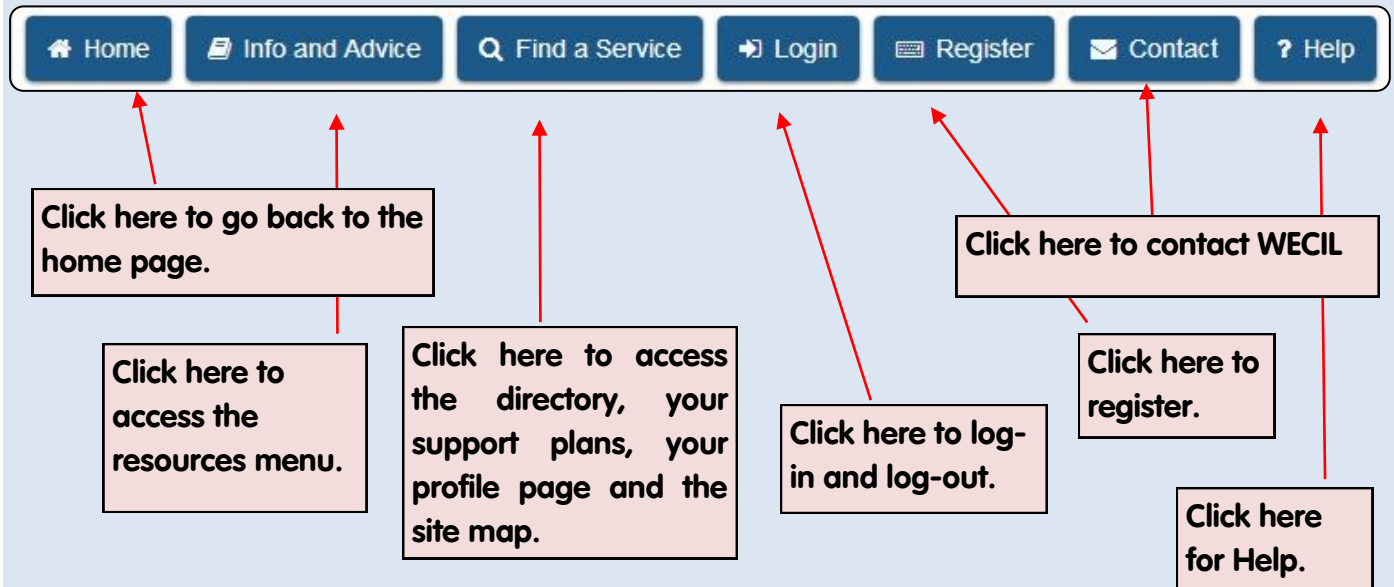 Home Info and Advice Find a Service Login Register Contact ? Help
Click here to go back to the
home page.
Click here to contact WECIL
Click here to
access the
resources menu.
Click here to access
the directory, your
support plans, your
profile page and the
site map.
Click here to log-
in and log-out.
Click here to
register.
Click here
for Help.